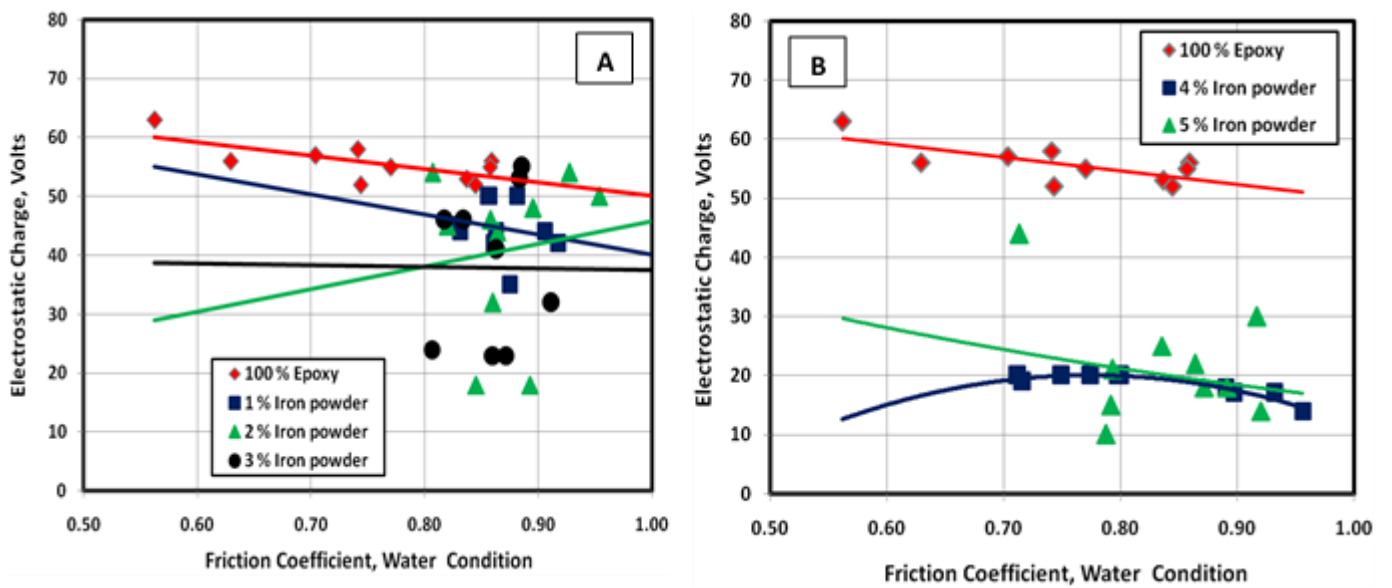 A
Electrostatic Charge, Volts
80
70
60
50
40
30
20
10
0
100 % Epoxy
1 % Iron powder
2 % Iron powder
3 % Iron powder
0.50 0.60 0.70 0.80 0.90 1.00
Friction Coefficient, Water Condition
B
Electrostatic Charge, Volts
80
70
60
50
40
30
20
10
0
100 % Epoxy
4 % Iron powder
5 % Iron powder
0.50 0.60 0.70 0.80 0.90 1.00
Friction Coefficient, Water Condition